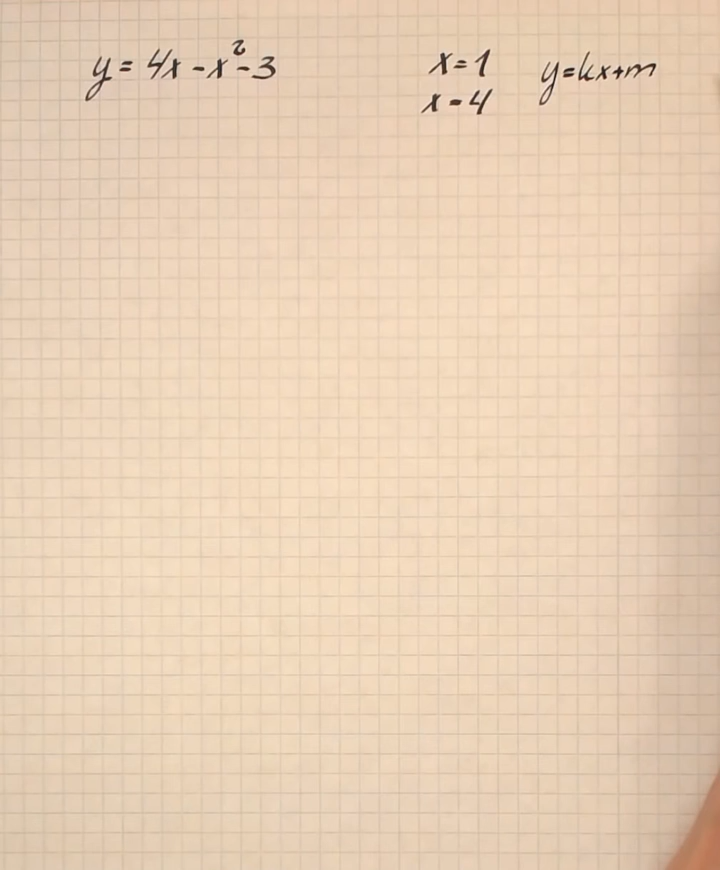 y = 4x - x² - 3
x = 1 y = kx + m
x = 4